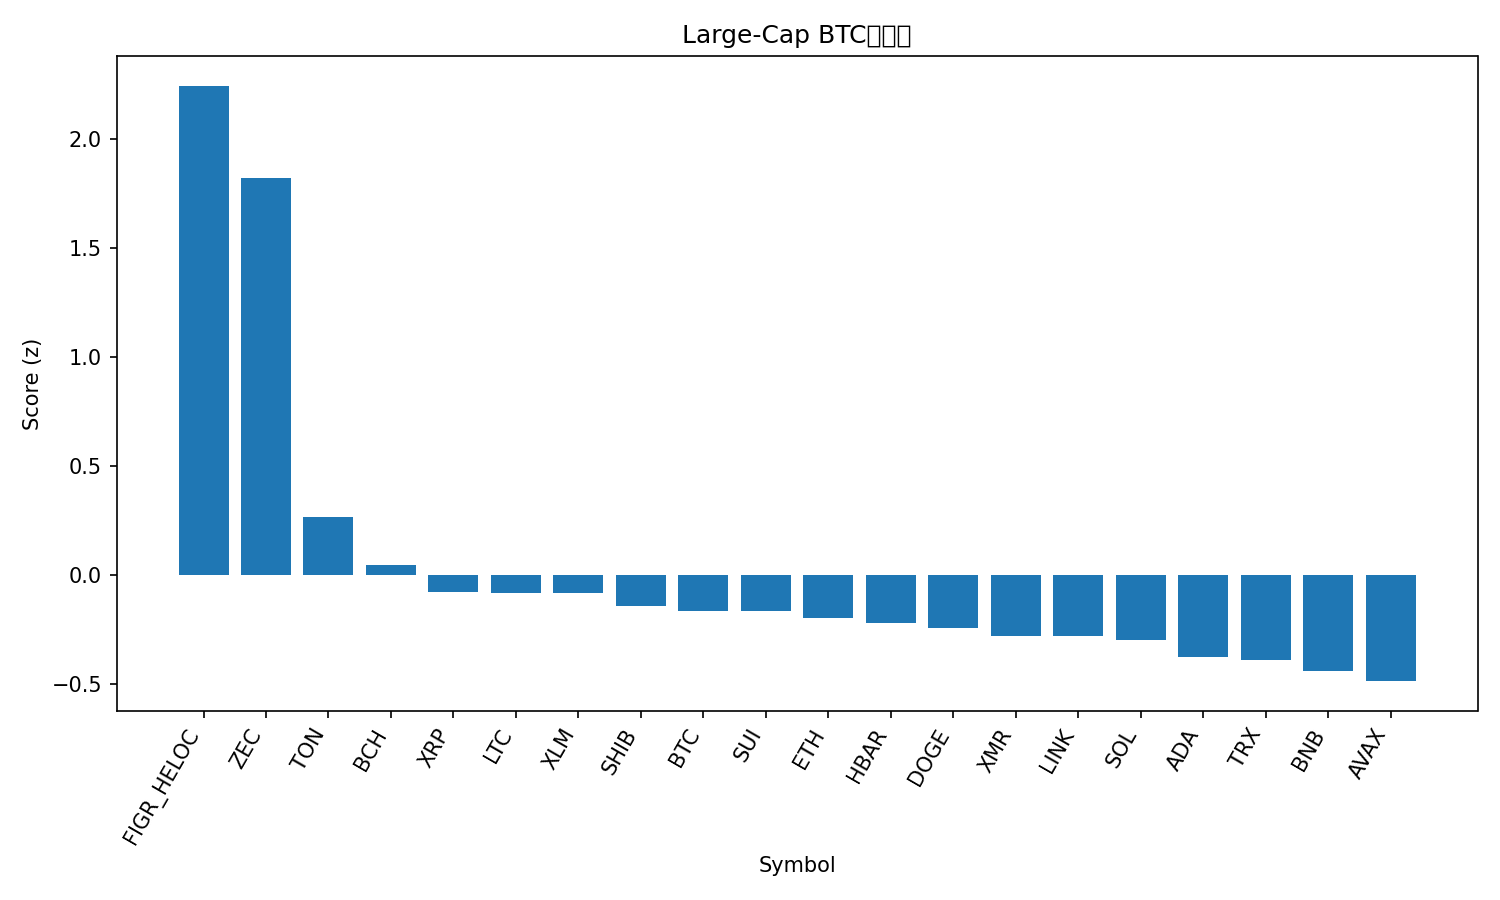 Large-Cap BTC
Score (z)
2.0
1.5
1.0
0.5
0.0
−0.5
FIGR_HELOC
ZEC
TON
BCH
XRP
LTC
XLM
SHIB
BTC
SUI
ETH
HBAR
DOGE
XMR
LINK
SOL
ADA
TRX
BNB
AVAX
Symbol